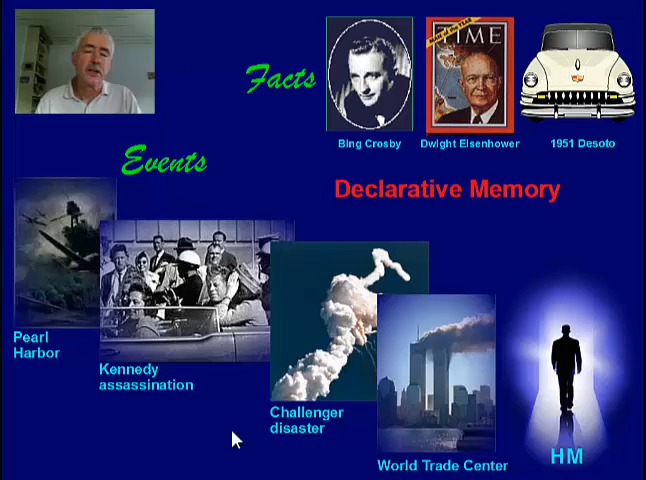 Facts
TIME
Bing Crosby
Dwight Eisenhower
1951 Desoto
Events
Declarative Memory
Pearl
Harbor
Kennedy
assassination
Challenger
disaster
World Trade Center
HM